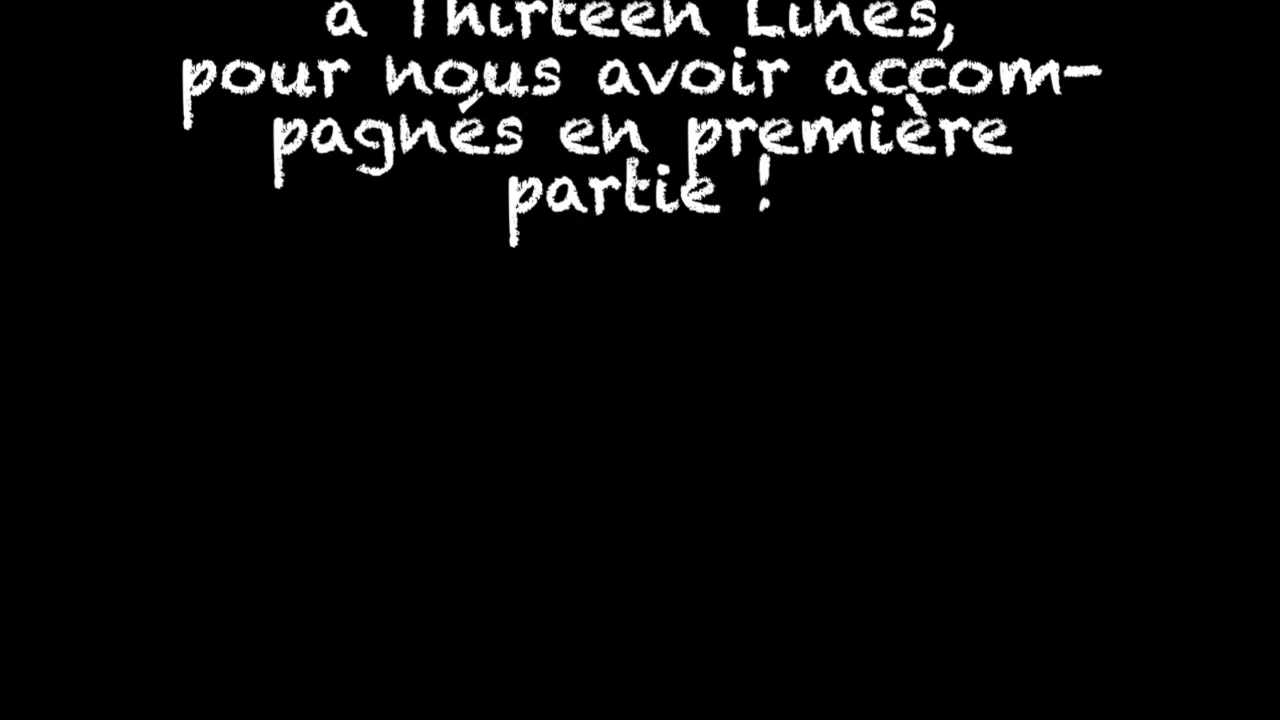 à Thirteen Lines,
pour nous avoir accom-
pagnés en première
partie !